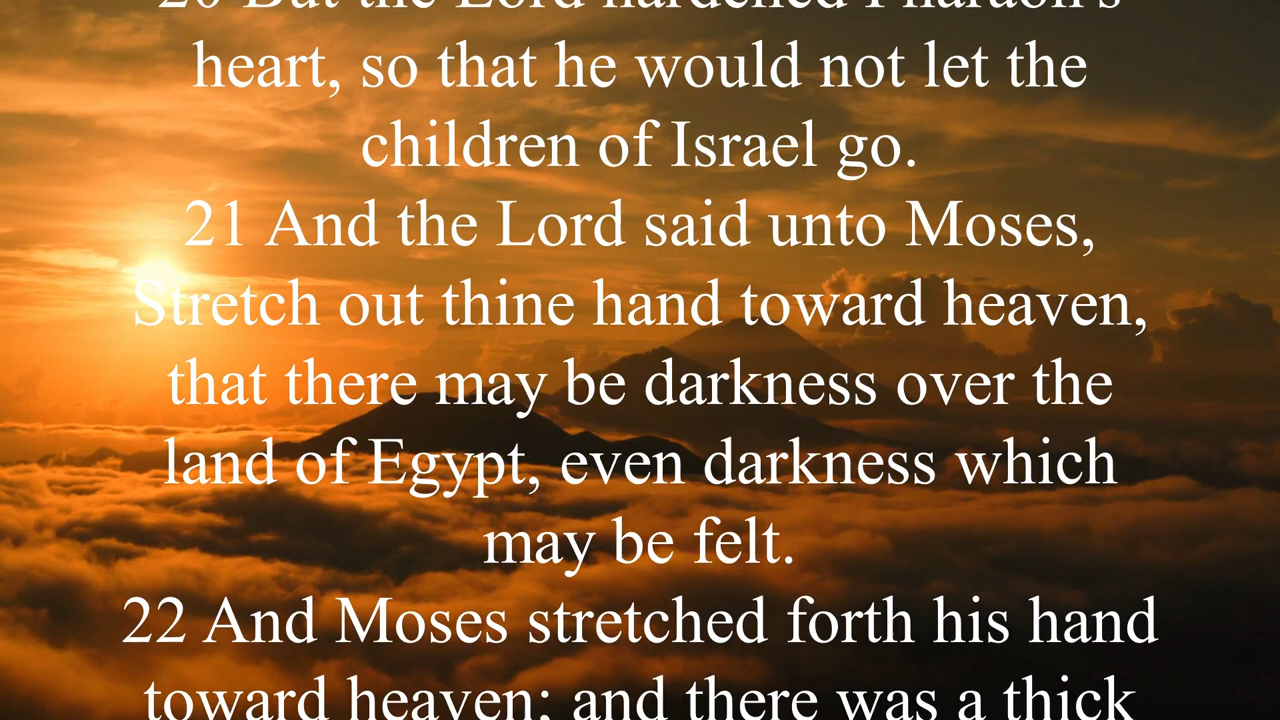 20 But the Lord hardened Pharaoh's
heart, so that he would not let the
children of Israel go.
21 And the Lord said unto Moses,
Stretch out thine hand toward heaven,
that there may be darkness over the
land of Egypt, even darkness which
may be felt.
22 And Moses stretched forth his hand
toward heaven; and there was a thick